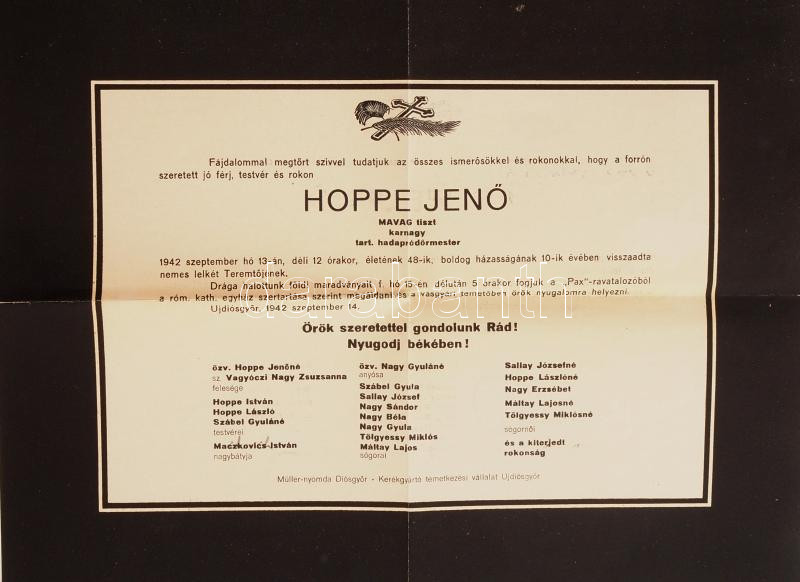 Fájdalommal megtört szívvel tudatjuk az összes ismerősökkel és rokonokkal, hogy a forrón
szeretett jó férj, testvér és rokon
HOPPE JENŐ
MAVAG tiszt
karnagy
tart. hadapródőrmester
1942 szeptember hó 13-án, déli 12 órakor, életének 48-ik, boldog házasságának 10-ik évében visszaadta
nemes lelkét Teremtőjének.
Drága halottunk földi maradványait f. hó 15-én délután 5 órakor fogjuk a „Pax"-ravatalozóból
a róm. kath. egyház szertartása szerint megáldani és a vasgyári temetőben örök nyugalomra helyezni.
Ujdiósgyőr, 1942 szeptember 14.
darabanth
Örök szeretettel gondolunk Rád!
Nyugodj békében!
özv. Hoppe Jenőné
sz. Vagyóczi Nagy Zsuzsanna
felesége
Hoppe István
Hoppe László
Szábel Gyuláné
testvérei
Maczkovics István
nagybátyja
özv. Nagy Gyuláné
anyósa
Szábel Gyula
Sallay József
Nagy Sándor
Nagy Béla
Nagy Gyula
Tölgyessy Miklós
Máltay Lajos
sógorai
Sallay Józsefné
Hoppe Lászlóné
Nagy Erzsébet
Máltay Lajosné
Tölgyessy Miklósné
sógornői
és a kiterjedt
rokonság
Müller-nyomda Diósgyőr - Kerékgyártó temetkezési vállalat Ujdiósgyőr